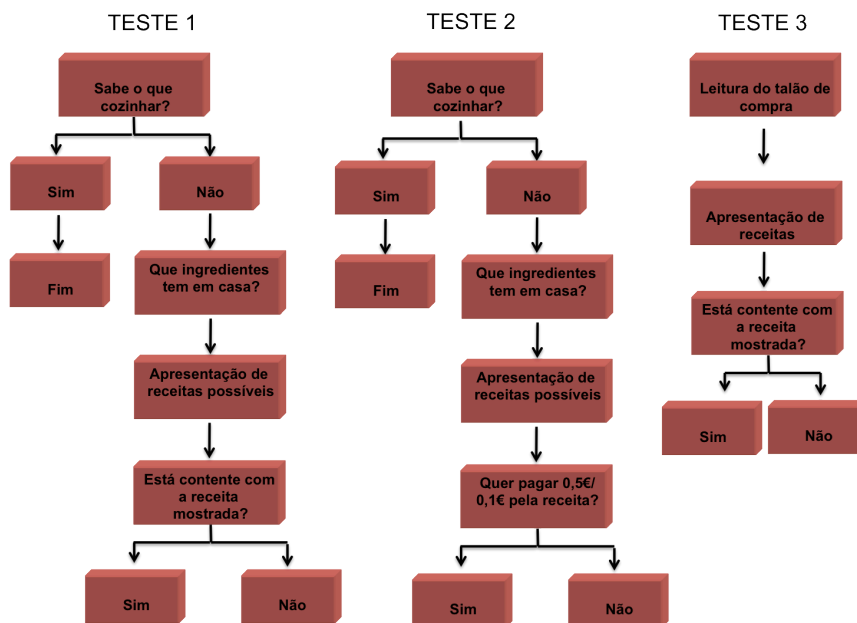 TESTE 1
Sabe o que
cozinhar?
Sim
Não
Fim
Que ingredientes
tem em casa?
Apresentação de
receitas possíveis
Está contente com
a receita
mostrada?
Sim
Não
TESTE 2
Sabe o que
cozinhar?
Sim
Não
Fim
Que ingredientes
tem em casa?
Apresentação de
receitas possíveis
Quer pagar 0,5€/
0,1€ pela receita?
Sim
Não
TESTE 3
Leitura do talão de
compra
Apresentação de
receitas
Está contente com
a receita
mostrada?
Sim
Não